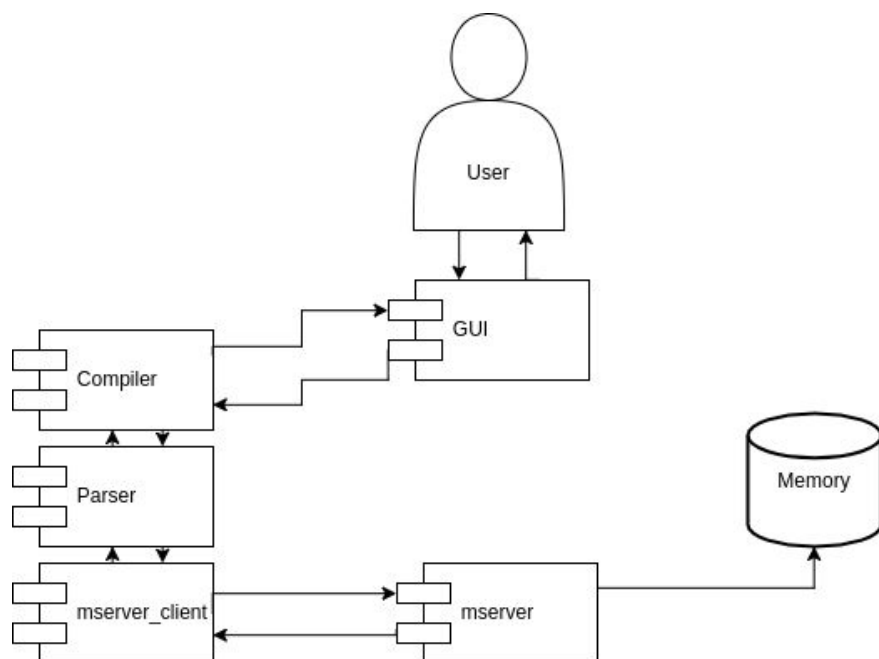 User
GUI
Compiler
Parser
Memory
mserver_client
mserver